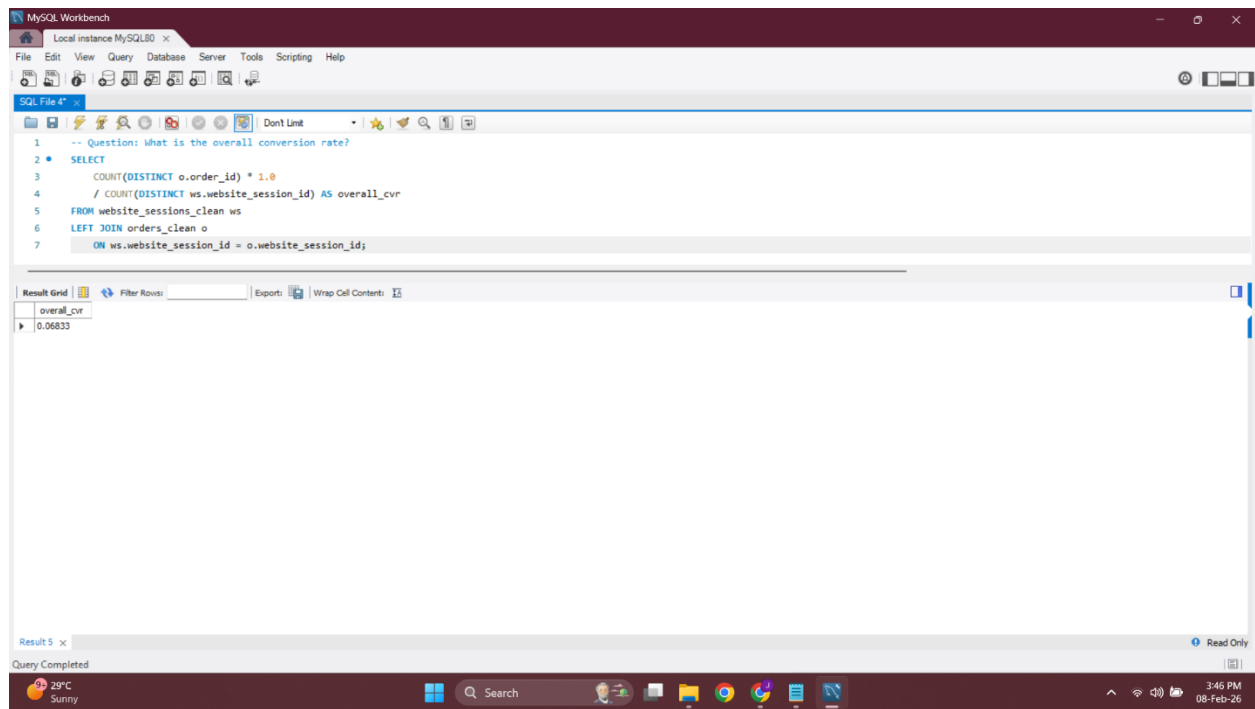 MySQL Workbench
Local instance MySQL80 ×
File Edit View Query Database Server Tools Scripting Help
SQL File 4* ×
Don't Limit
1 -- Question: What is the overall conversion rate?
2 SELECT
3 COUNT(DISTINCT o.order_id) * 1.0
4 / COUNT(DISTINCT ws.website_session_id) AS overall_cvr
5 FROM website_sessions_clean ws
6 LEFT JOIN orders_clean o
7 ON ws.website_session_id = o.website_session_id;
Result Grid Filter Rows: Export: Wrap Cell Content:
overall_cvr
0.06833
Result 5 ×
Read Only
Query Completed
9+ 29°C
Sunny
Search
3:46 PM
08-Feb-26